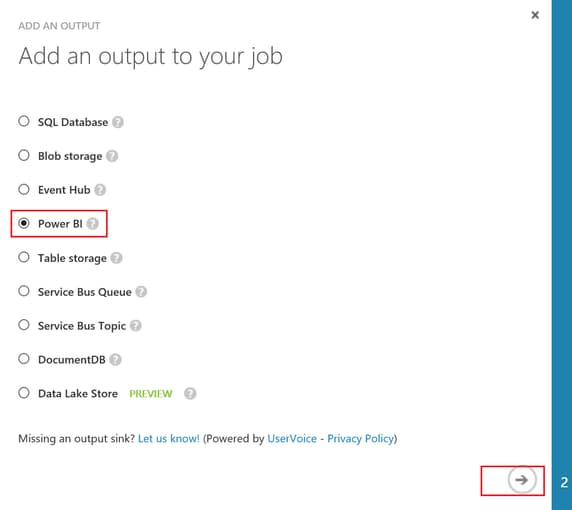 ADD AN OUTPUT
Add an output to your job
SQL Database ?
Blob storage ?
Event Hub ?
Power BI ?
Table storage ?
Service Bus Queue ?
Service Bus Topic ?
DocumentDB ?
Data Lake Store PREVIEW ?
Missing an output sink? Let us know! (Powered by UserVoice - Privacy Policy)
2